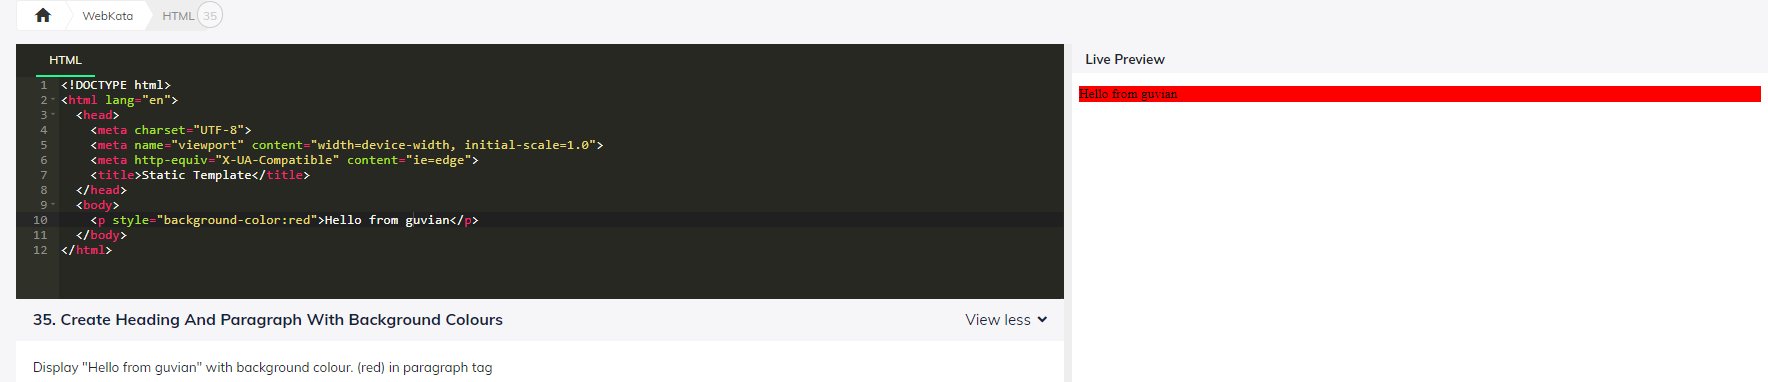 WebKata HTML 35
HTML
Live Preview
1 <!DOCTYPE html>
2 <html lang="en">
3 <head>
4 <meta charset="UTF-8">
5 <meta name="viewport" content="width=device-width, initial-scale=1.0">
6 <meta http-equiv="X-UA-Compatible" content="ie=edge">
7 <title>Static Template</title>
8 </head>
9 <body>
10 <p style="background-color:red">Hello from guvian</p>
11 </body>
12 </html>
Hello from guvian
35. Create Heading And Paragraph With Background Colours
View less
Display "Hello from guvian" with background colour. (red) in paragraph tag